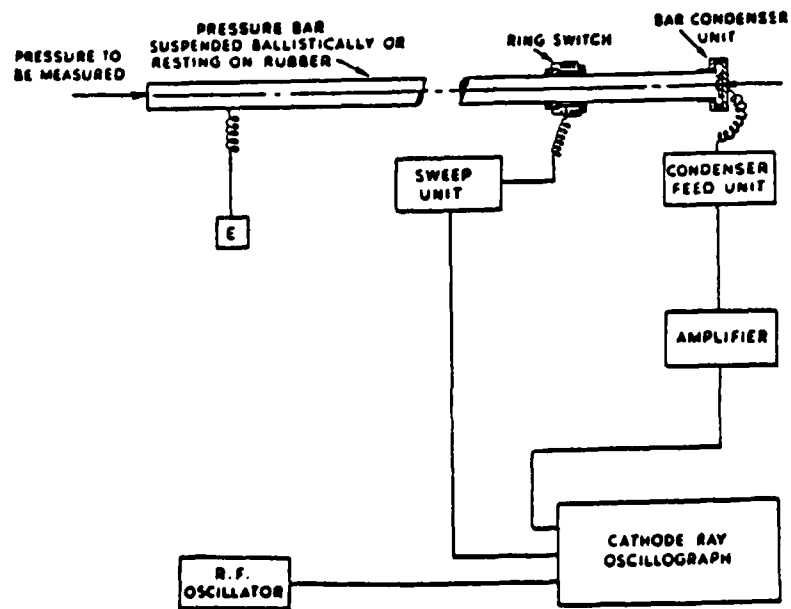 PRESSURE BAR
SUSPENDED BALLISTICALLY OR
RESTING ON RUBBER
PRESSURE TO
BE MEASURED
RING SWITCH
BAR CONDENSER
UNIT
SWEEP
UNIT
CONDENSER
FEED UNIT
E
AMPLIFIER
CATHODE RAY
OSCILLOGRAPH
R.F.
OSCILLATOR